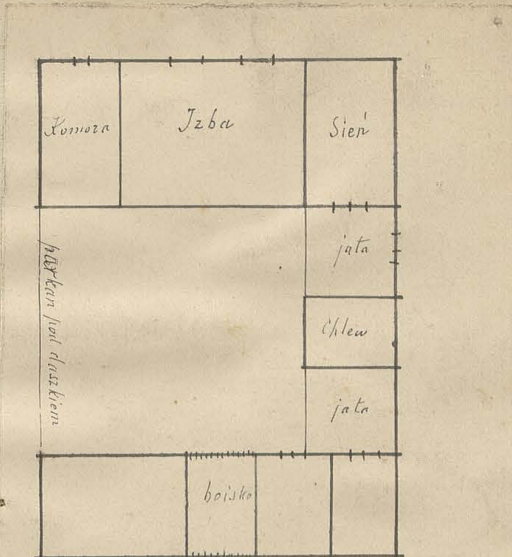 Komora
Izba
Sień
jata
parkan pod daszkiem
Chlew
jata
boisko